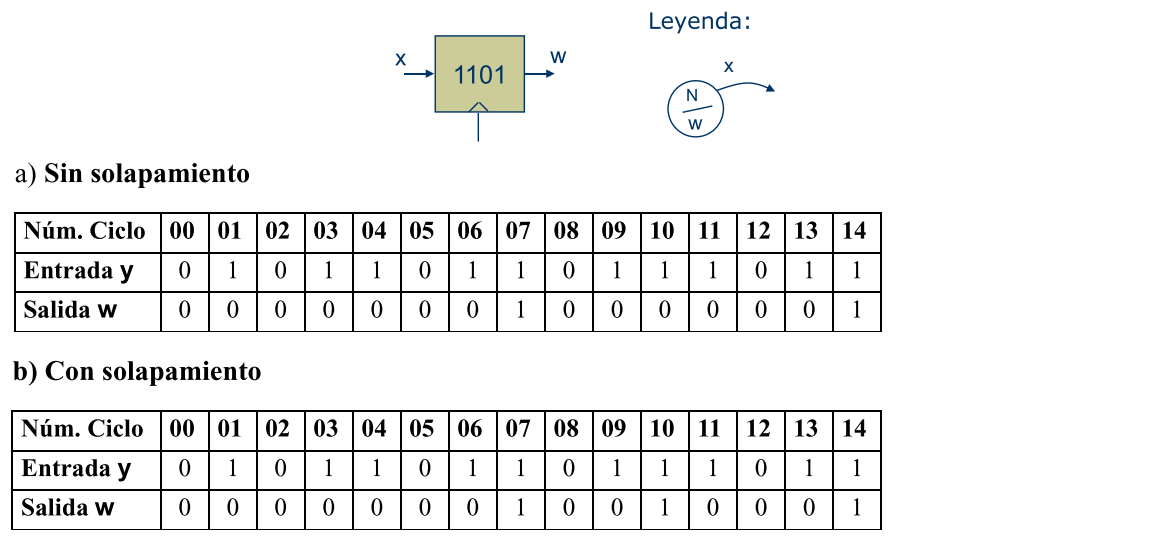 Leyenda:
x 1101 w
x
N
w
a) Sin solapamiento
Núm. Ciclo 00 01 02 03 04 05 06 07 08 09 10 11 12 13 14
Entrada y 0 1 0 1 1 0 1 1 0 1 1 1 0 1 1
Salida w 0 0 0 0 0 0 0 1 0 0 0 0 0 0 1
b) Con solapamiento
Núm. Ciclo 00 01 02 03 04 05 06 07 08 09 10 11 12 13 14
Entrada y 0 1 0 1 1 0 1 1 0 1 1 1 0 1 1
Salida w 0 0 0 0 0 0 0 1 0 0 1 0 0 0 1